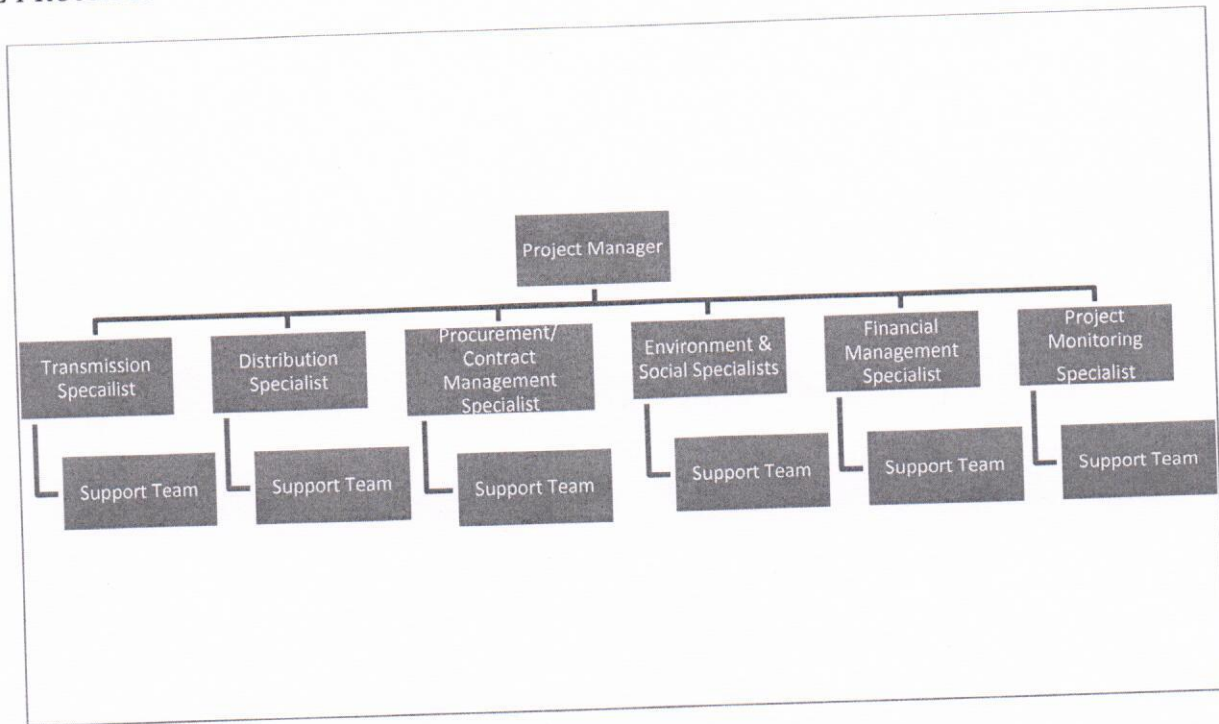 Project Manager
Transmission
Specailist
Distribution
Specialist
Procurement/
Contract
Management
Specialist
Environment &
Social Specialists
Financial
Management
Specialist
Project
Monitoring
Specialist
Support Team
Support Team
Support Team
Support Team
Support Team
Support Team